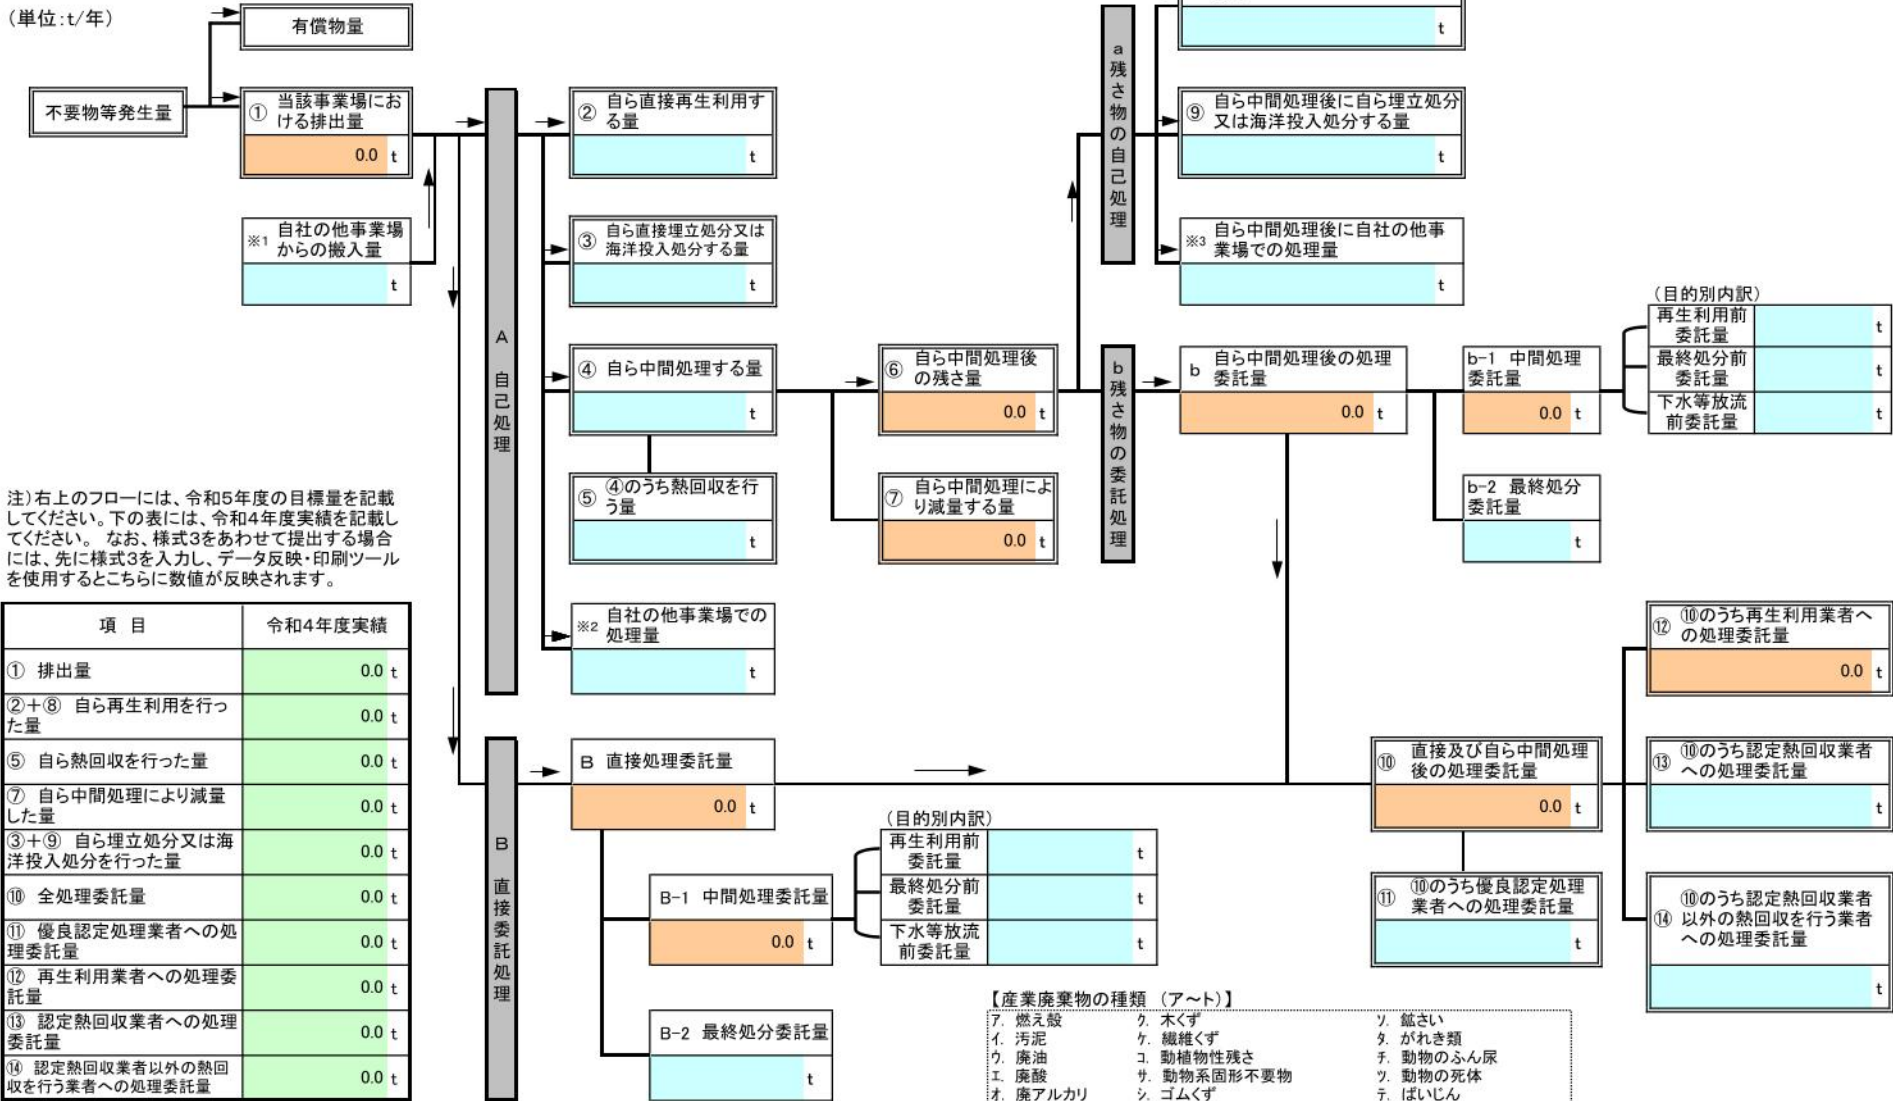 (単位:t/年)
有償物量
不要物等発生量
①
当該事業場にお
ける排出量
0.0 t
※1
自社の他事業場
からの搬入量
t
A 自己処理
②
自ら直接再生利用す
る量
t
③
自ら直接埋立処分又は
海洋投入処分する量
t
④ 自ら中間処理する量
t
⑤
④のうち熱回収を行
う量
t
※2
自社の他事業場での
処理量
t
⑥
自ら中間処理後
の残さ量
0.0 t
⑦
自ら中間処理によ
り減量する量
0.0 t
a 残さ物の自己処理
t
⑨
自ら中間処理後に自ら埋立処分
又は海洋投入処分する量
t
※3
自ら中間処理後に自社の他事
業場での処理量
t
b 残さ物の委託処理
b
自ら中間処理後の処理
委託量
0.0 t
b-1 中間処理
委託量
0.0 t
(目的別内訳)
再生利用前
委託量
t
最終処分前
委託量
t
下水等放流
前委託量
t
b-2 最終処分
委託量
t
注)右上のフローには、令和5年度の目標量を記載
してください。下の表には、令和4年度実績を記載し
てください。 なお、様式3をあわせて提出する場合
には、先に様式3を入力し、データ反映・印刷ツール
を使用するとこちらに数値が反映されます。
項 目 令和4年度実績
① 排出量 0.0 t
②+⑧ 自ら再生利用を行っ
た量
0.0 t
⑤ 自ら熱回収を行った量 0.0 t
⑦ 自ら中間処理により減量
した量
0.0 t
③+⑨ 自ら埋立処分又は海
洋投入処分を行った量
0.0 t
⑩ 全処理委託量 0.0 t
⑪ 優良認定処理業者への処
理委託量
0.0 t
⑫ 再生利用業者への処理委
託量
0.0 t
⑬ 認定熱回収業者への処理
委託量
0.0 t
⑭ 認定熱回収業者以外の熱回
収を行う業者への処理委託量
0.0 t
B 直接委託処理
B 直接処理委託量
0.0 t
B-1 中間処理委託量
0.0 t
(目的別内訳)
再生利用前
委託量
t
最終処分前
委託量
t
下水等放流
前委託量
t
B-2 最終処分委託量
t
⑩
直接及び自ら中間処理
後の処理委託量
0.0 t
⑪
⑩のうち優良認定処理
業者への処理委託量
t
⑫
⑩のうち再生利用業者へ
の処理委託量
0.0 t
⑬
⑩のうち認定熱回収業者
への処理委託量
t
⑭
⑩のうち認定熱回収業者
以外の熱回収を行う業者
への処理委託量
t
【産業廃棄物の種類 (ア~ト)】
ア. 燃え殻 ク. 木くず ソ. 鉱さい
イ. 汚泥 ケ. 繊維くず タ. がれき類
ウ. 廃油 コ. 動植物性残さ チ. 動物のふん尿
エ. 廃酸 サ. 動物系固形不要物 ツ. 動物の死体
オ. 廃アルカリ シ. ゴムくず テ. ばいじん